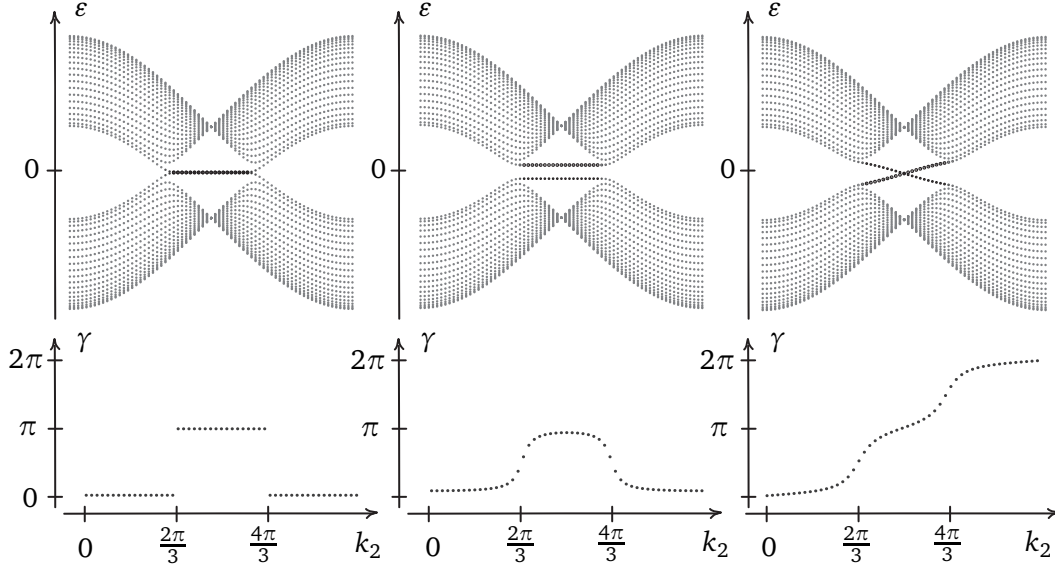 ε ε ε
0 0 0
γ γ γ
2π 2π 2π
π π π
0
0 2π/3 4π/3 k₂ 0 2π/3 4π/3 k₂ 0 2π/3 4π/3 k₂